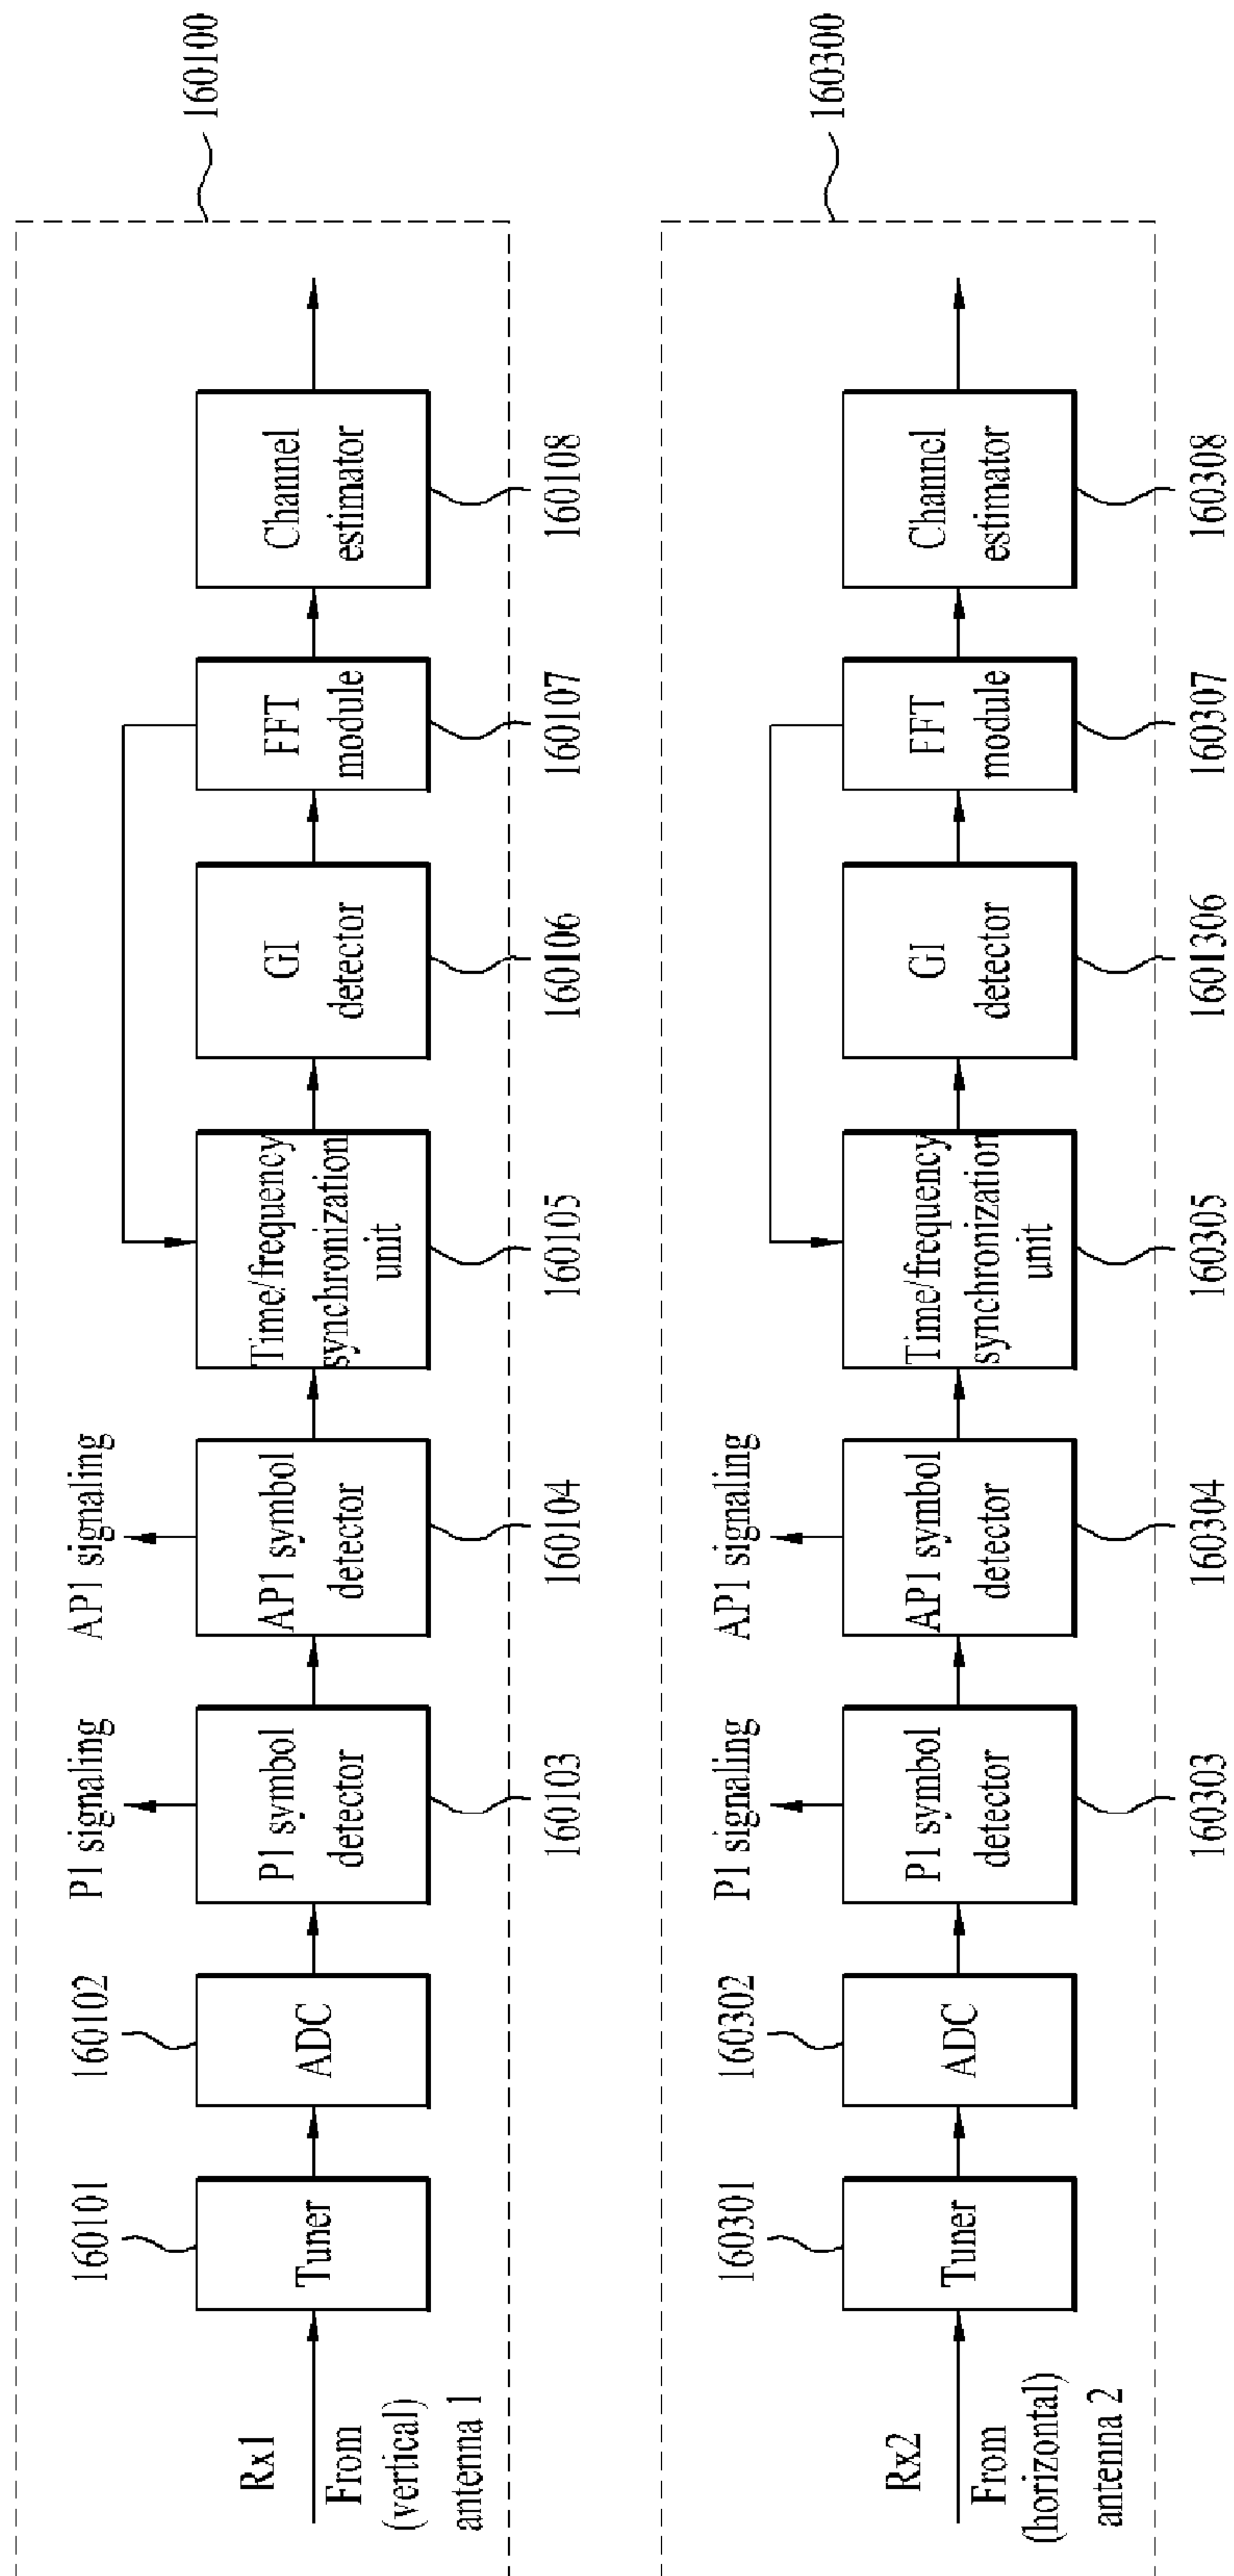 160100
160101
160102
P1 signaling
AP1 signaling
Rx1
From
(vertical)
antenna 1
Tuner
ADC
P1 symbol
detector
AP1 symbol
detector
Time/frequency
synchronization
unit
GI
detector
FFT
module
Channel
estimator
160103
160104
160105
160106
160107
160108
160300
160301
160302
P1 signaling
AP1 signaling
Rx2
From
(horizontal)
antenna 2
Tuner
ADC
P1 symbol
detector
AP1 symbol
detector
Time/frequency
synchronization
unit
GI
detector
FFT
module
Channel
estimator
160303
160304
160305
1601306
160307
160308